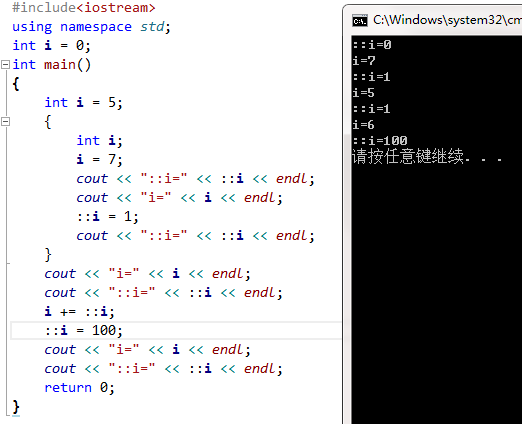 #include<iostream>
using namespace std;
int i = 0;
int main()
{
    int i = 5;
    {
        int i;
        i = 7;
        cout << "::i=" << ::i << endl;
        cout << "i=" << i << endl;
        ::i = 1;
        cout << "::i=" << ::i << endl;
    }
    cout << "i=" << i << endl;
    cout << "::i=" << ::i << endl;
    i += ::i;
    ::i = 100;
    cout << "i=" << i << endl;
    cout << "::i=" << ::i << endl;
    return 0;
}
C:\Windows\system32\cm
::i=0
i=7
::i=1
i=5
::i=1
i=6
::i=100
请按任意键继续. . .